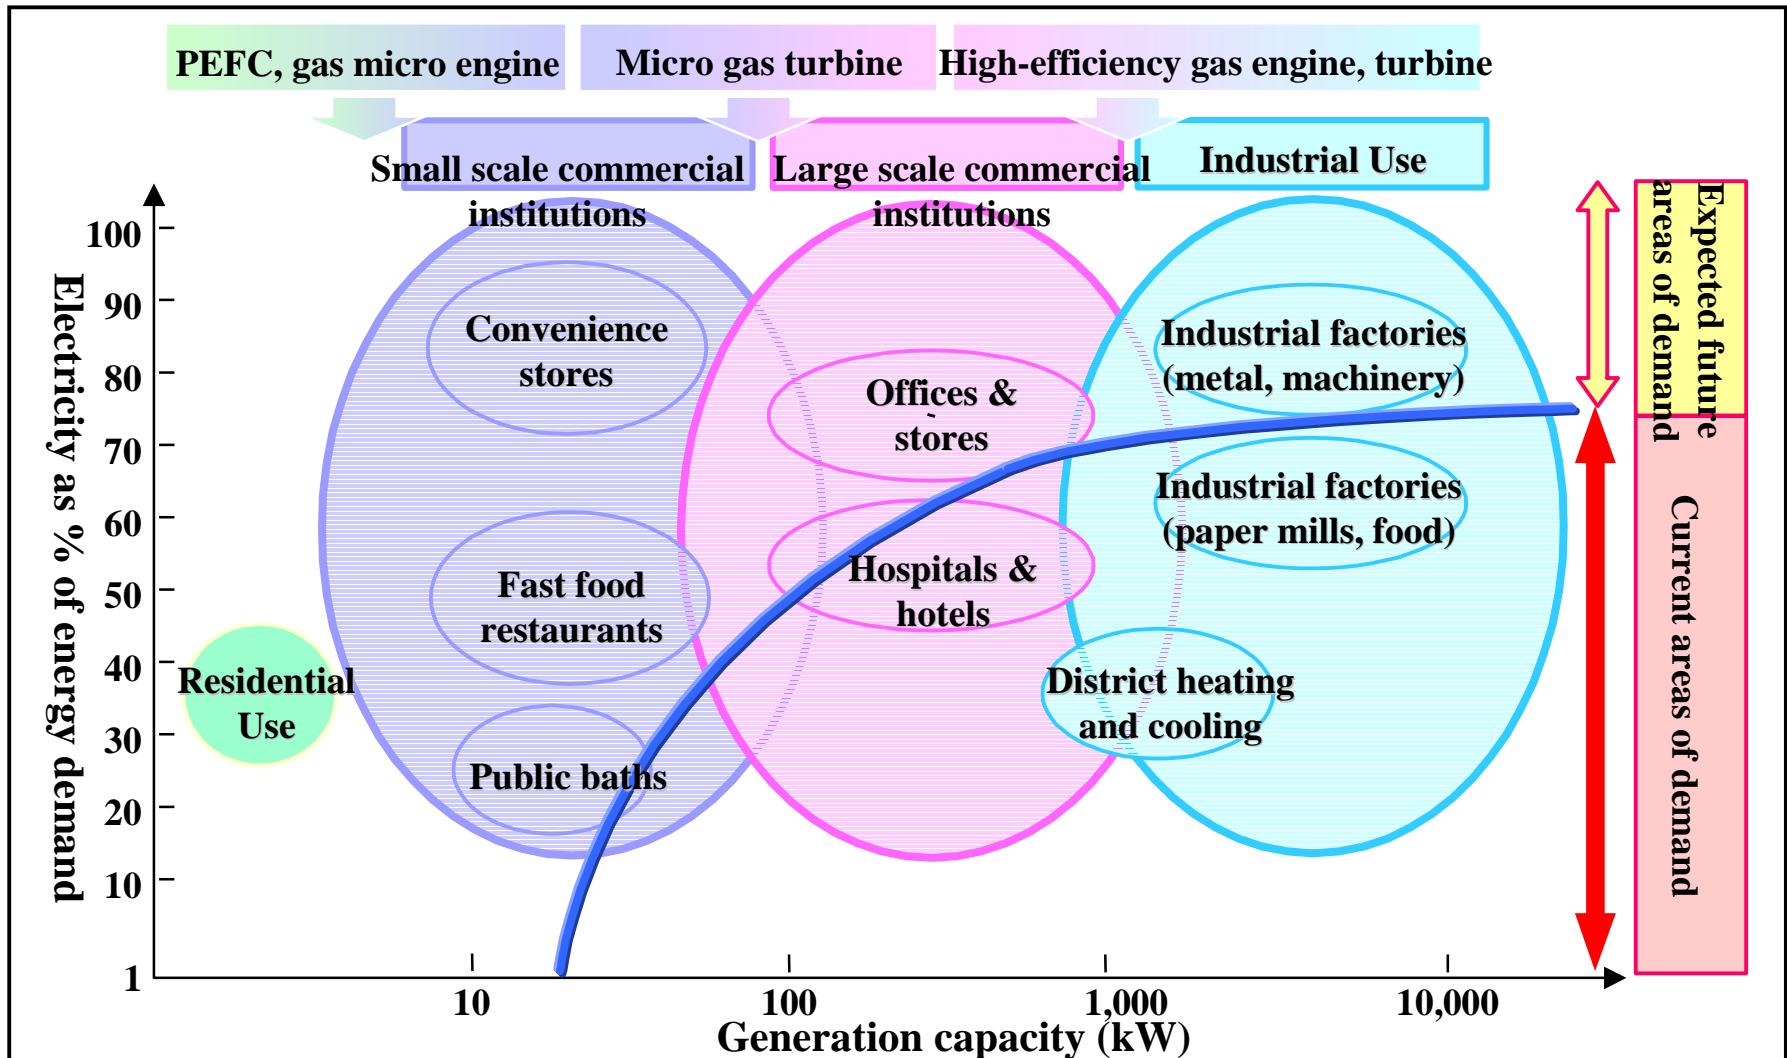 PEFC, gas micro engine
Micro gas turbine
High-efficiency gas engine, turbine
Small scale commercial
institutions
Large scale commercial
institutions
Industrial Use
Electricity as % of energy demand
100
90
80
70
60
50
40
30
20
10
1
Convenience
stores
Fast food
restaurants
Public baths
Residential
Use
Offices &
stores
Hospitals &
hotels
Industrial factories
(metal, machinery)
Industrial factories
(paper mills, food)
District heating
and cooling
Expected future
areas of demand
Current areas of demand
10
100
1,000
10,000
Generation capacity (kW)